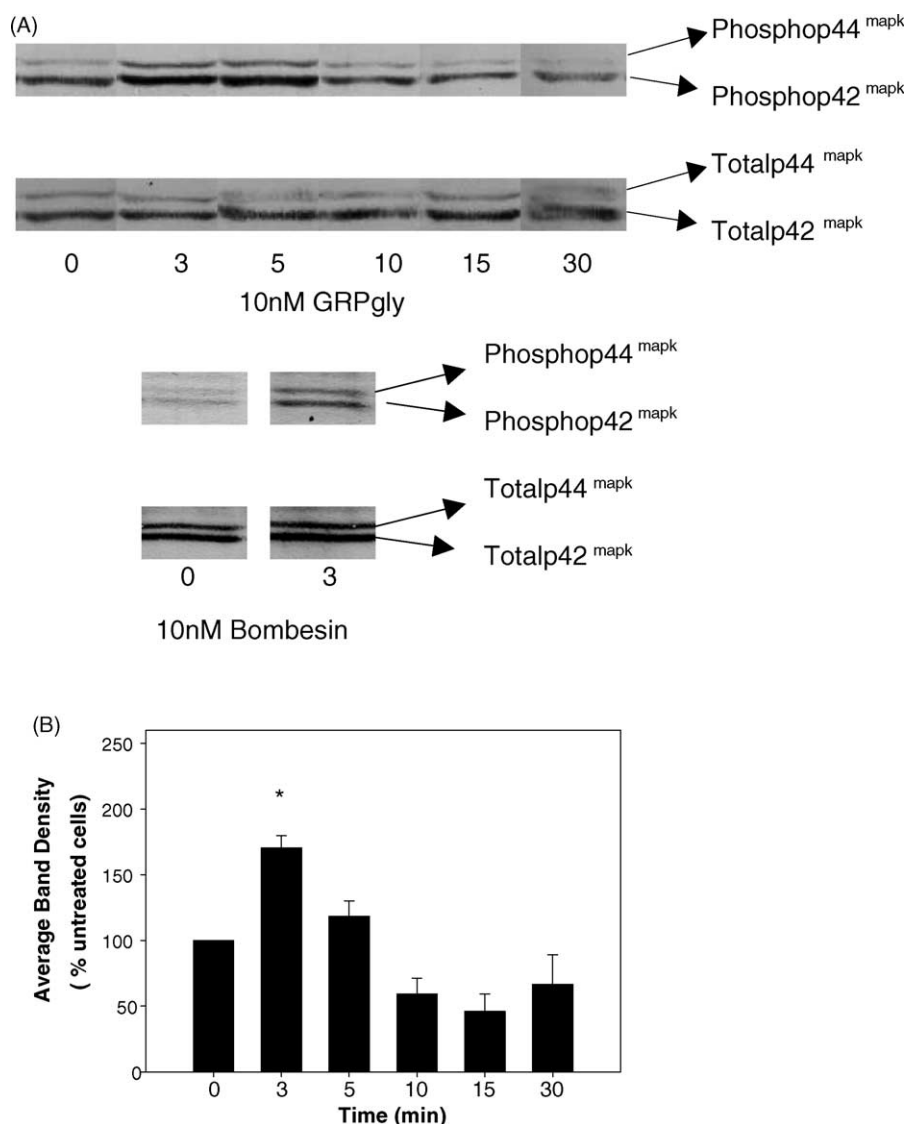 (A)
Phosphop44 mapk
Phosphop42 mapk
Totalp44 mapk
Totalp42 mapk
0 3 5 10 15 30
10nM GRPgly
Phosphop44 mapk
Phosphop42 mapk
Totalp44 mapk
Totalp42 mapk
0 3
10nM Bombesin
(B)
250
200
150
100
50
0
Average Band Density
( % untreated cells)
*
0 3 5 10 15 30
Time (min)